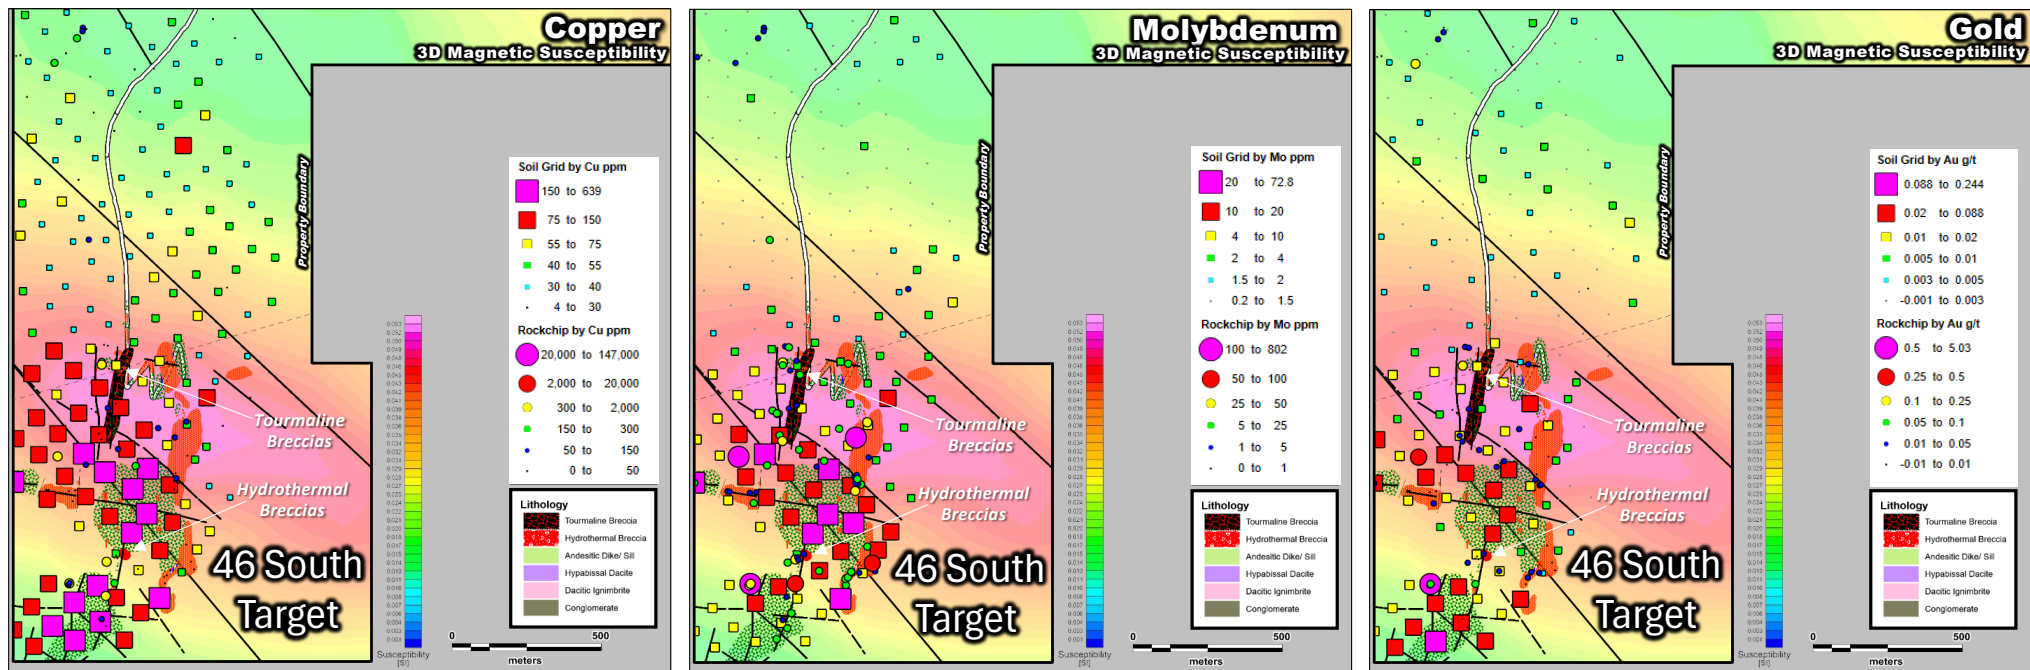 Copper
3D Magnetic Susceptibility
Property Boundary
Soil Grid by Cu ppm
150 to 639
75 to 150
55 to 75
40 to 55
30 to 40
4 to 30
Rockchip by Cu ppm
20,000 to 147,000
2,000 to 20,000
300 to 2,000
150 to 300
50 to 150
0 to 50
Tourmaline
Breccias
Hydrothermal
Breccias
46 South
Target
Lithology
Tourmaline Breccia
Hydrothermal Breccia
Andesitic Dike/ Sill
Hypabissal Dacite
Dacitic Ignimbrite
Conglomerate
Susceptibility
[SI]
0 500
meters
Molybdenum
3D Magnetic Susceptibility
Property Boundary
Soil Grid by Mo ppm
20 to 72.8
10 to 20
4 to 10
2 to 4
1.5 to 2
0.2 to 1.5
Rockchip by Mo ppm
100 to 802
50 to 100
25 to 50
5 to 25
1 to 5
0 to 1
Tourmaline
Breccias
Hydrothermal
Breccias
46 South
Target
Lithology
Tourmaline Breccia
Hydrothermal Breccia
Andesitic Dike/ Sill
Hypabissal Dacite
Dacitic Ignimbrite
Conglomerate
Susceptibility
[SI]
0 500
meters
Gold
3D Magnetic Susceptibility
Property Boundary
Soil Grid by Au g/t
0.088 to 0.244
0.02 to 0.088
0.01 to 0.02
0.005 to 0.01
0.003 to 0.005
-0.001 to 0.003
Rockchip by Au g/t
0.5 to 5.03
0.25 to 0.5
0.1 to 0.25
0.05 to 0.1
0.01 to 0.05
-0.01 to 0.01
Tourmaline
Breccias
Hydrothermal
Breccias
46 South
Target
Lithology
Tourmaline Breccia
Hydrothermal Breccia
Andesitic Dike/ Sill
Hypabissal Dacite
Dacitic Ignimbrite
Conglomerate
Susceptibility
[SI]
0 500
meters